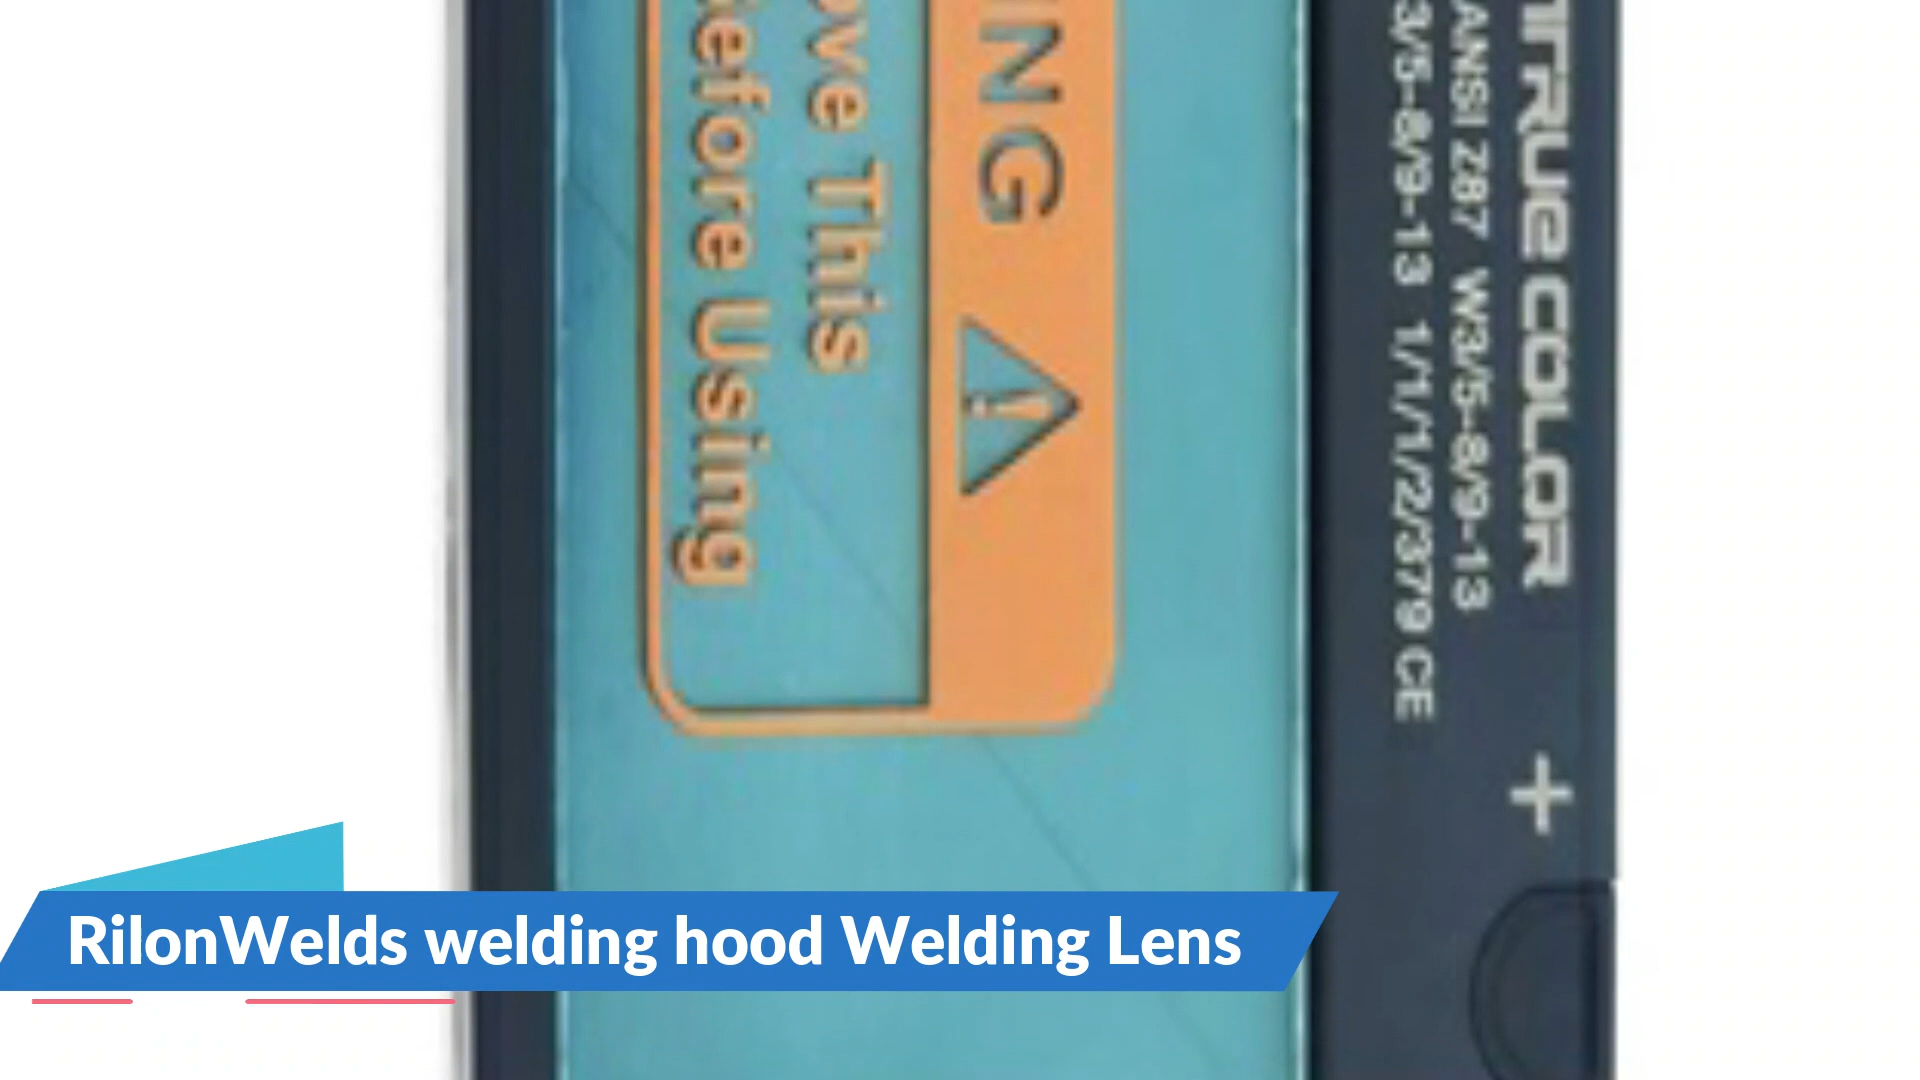 TRUE COLOR +
ANSI Z87 W3/5-8/9-13
3/5-8/9-13 1/1/1/2/379 CE
ING
ove This
efore Using
RilonWelds welding hood Welding Lens